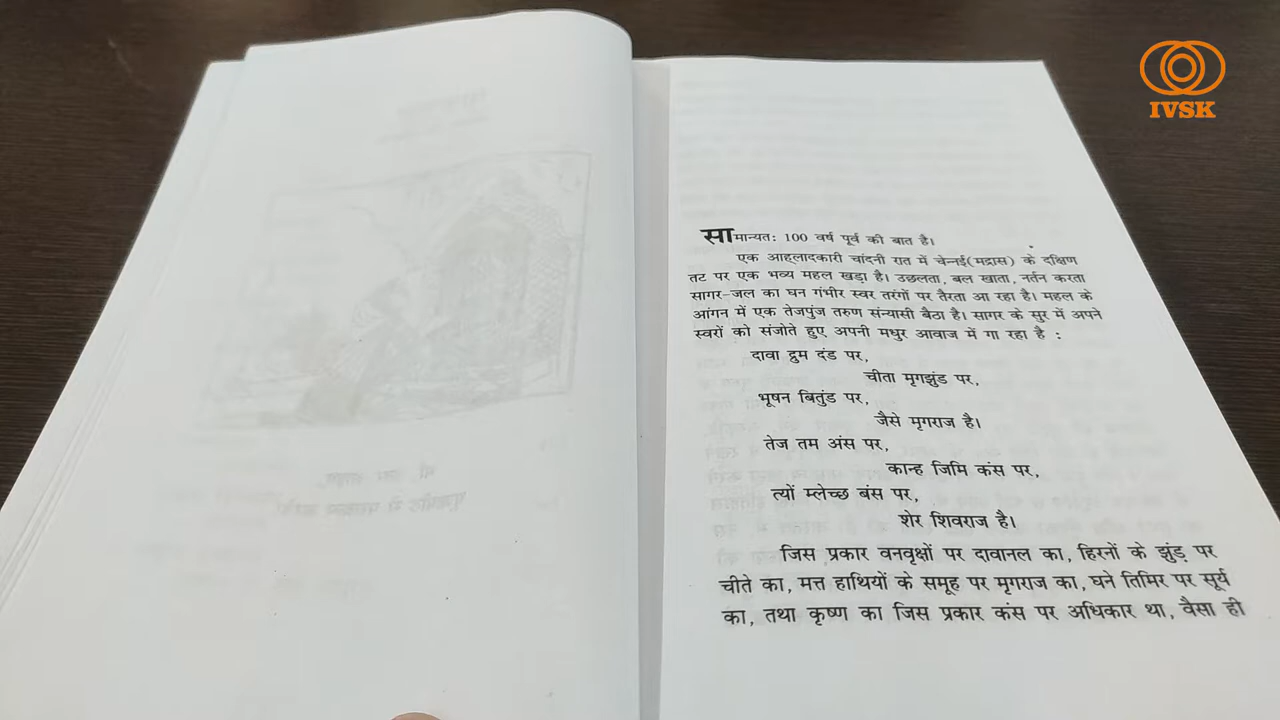 IVSK
सामान्यत: 100 वर्ष पूर्व की बात है।
एक आहलादकारी चांदनी रात में चेन्नई(मद्रास) के दक्षिण
तट पर एक भव्य महल खड़ा है। उछलता, बल खाता, नर्तन करता
सागर-जल का घन गंभीर स्वर तरंगों पर तैरता आ रहा है। महल के
आंगन में एक तेजपुंज तरुण संन्यासी बैठा है। सागर के सुर में अपने
स्वरों को संजोते हुए अपनी मधुर आवाज में गा रहा है :
दावा द्रुम दंड पर,
चीता मृगझुंड पर,
भूषन बितुंड पर,
जैसे मृगराज है।
तेज तम अंस पर,
कान्ह जिमि कंस पर,
त्यों म्लेच्छ बंस पर,
शेर शिवराज है।
जिस प्रकार वनवृक्षों पर दावानल का, हिरनों के झुंड़ पर
चीते का, मत्त हाथियों के समूह पर मृगराज का, घने तिमिर पर सूर्य
का, तथा कृष्ण का जिस प्रकार कंस पर अधिकार था, वैसा ही